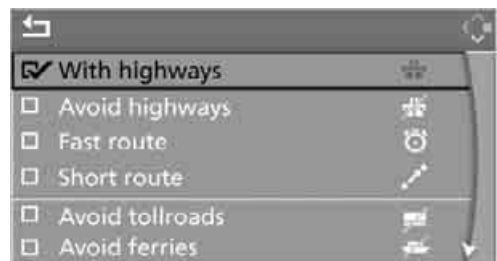 With highways
Avoid highways
Fast route
Short route
Avoid tollroads
Avoid ferries